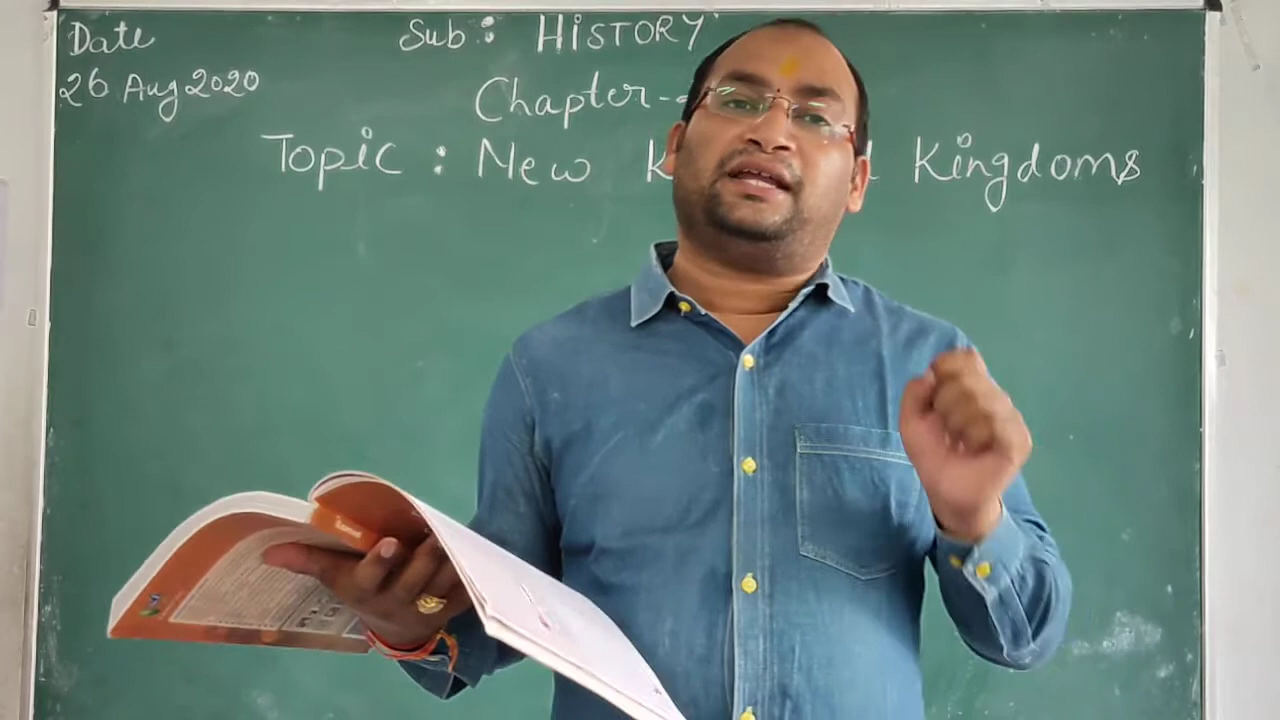 Date
26 Aug 2020
Sub : HiSTORY
Chapter -
Topic : New K Kingdoms